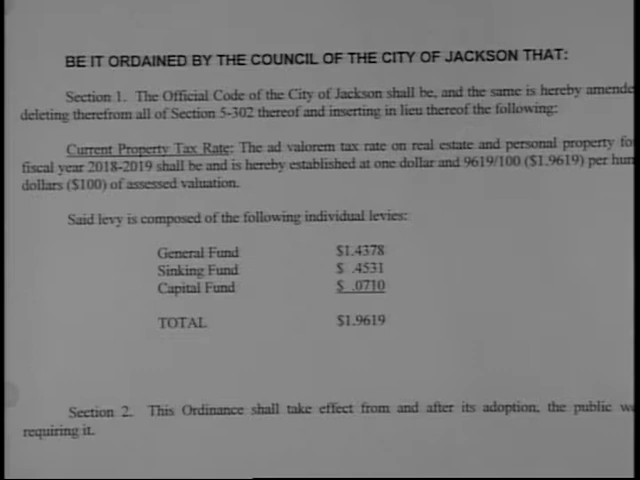 BE IT ORDAINED BY THE COUNCIL OF THE CITY OF JACKSON THAT:
Section 1. The Official Code of the City of Jackson shall be, and the same is hereby amende
deleting therefrom all of Section 5-302 thereof and inserting in lieu thereof the following:
Current Property Tax Rate: The ad valorem tax rate on real estate and personal property fo
fiscal year 2018-2019 shall be and is hereby established at one dollar and 9619/100 ($1.9619) per hun
dollars ($100) of assessed valuation.
Said levy is composed of the following individual levies:
General Fund $1.4378
Sinking Fund $ .4531
Capital Fund $ .0710
TOTAL $1.9619
Section 2. This Ordinance shall take effect from and after its adoption, the public we
requiring it.